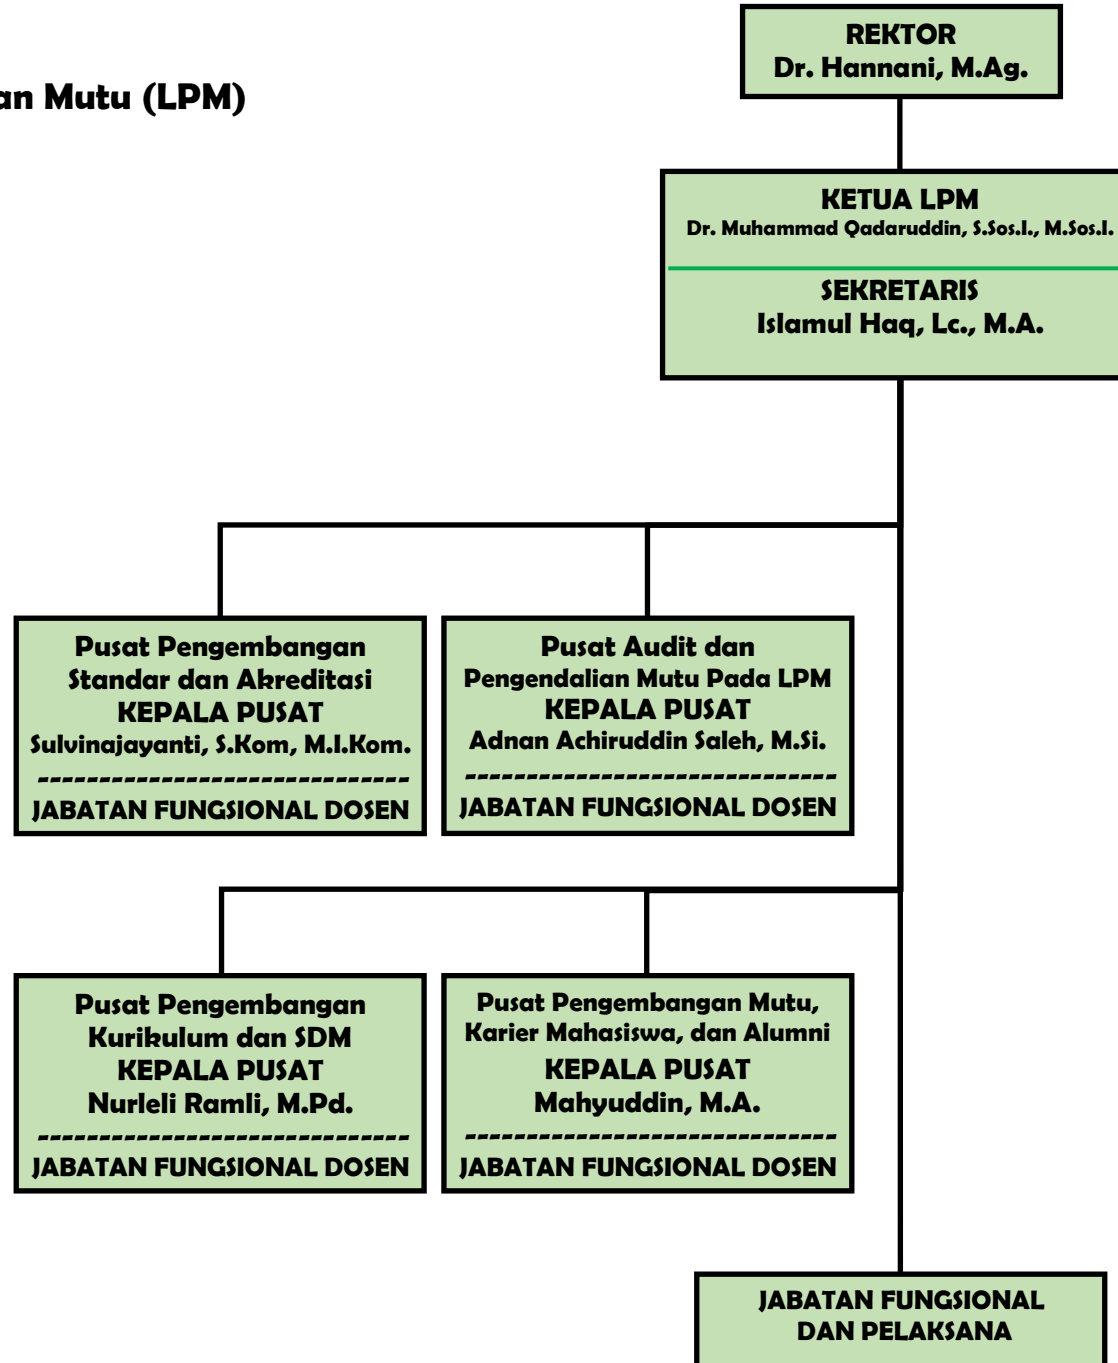 an Mutu (LPM)
REKTOR
Dr. Hannani, M.Ag.
KETUA LPM
Dr. Muhammad Qadaruddin, S.Sos.I., M.Sos.I.
SEKRETARIS
Islamul Haq, Lc., M.A.
Pusat Pengembangan
Standar dan Akreditasi
KEPALA PUSAT
Sulvinajayanti, S.Kom, M.I.Kom.
------------------------------
JABATAN FUNGSIONAL DOSEN
Pusat Audit dan
Pengendalian Mutu Pada LPM
KEPALA PUSAT
Adnan Achiruddin Saleh, M.Si.
------------------------------
JABATAN FUNGSIONAL DOSEN
Pusat Pengembangan
Kurikulum dan SDM
KEPALA PUSAT
Nurleli Ramli, M.Pd.
------------------------------
JABATAN FUNGSIONAL DOSEN
Pusat Pengembangan Mutu,
Karier Mahasiswa, dan Alumni
KEPALA PUSAT
Mahyuddin, M.A.
------------------------------
JABATAN FUNGSIONAL DOSEN
JABATAN FUNGSIONAL
DAN PELAKSANA